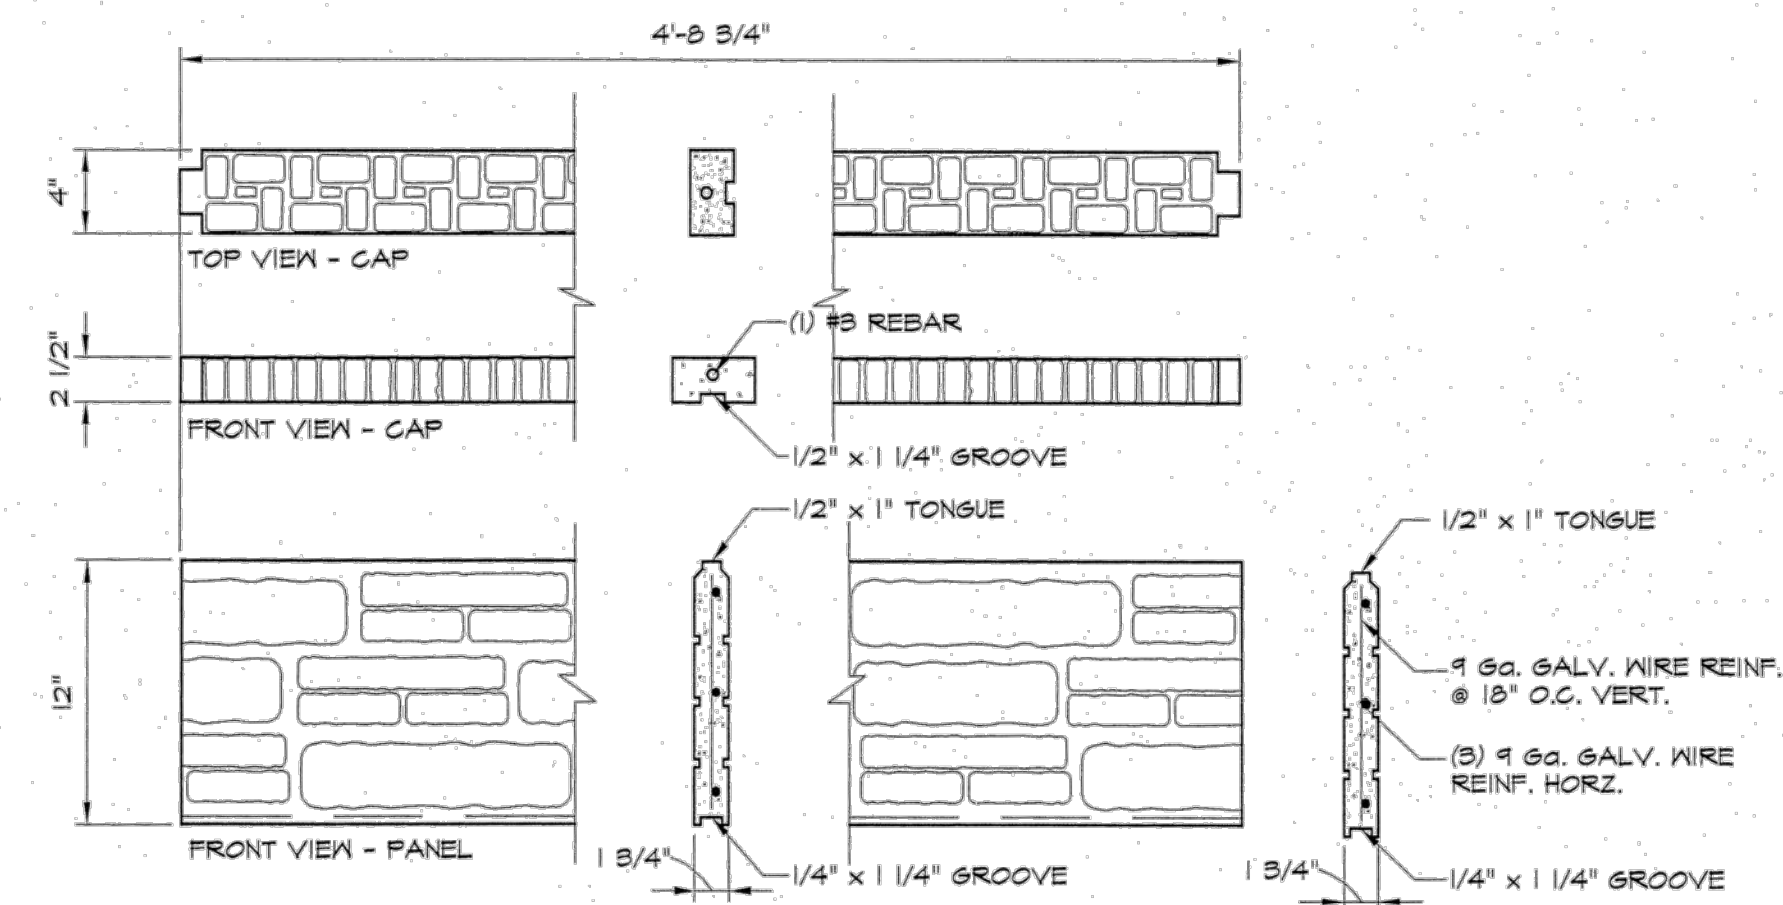 4'-8 3/4"
4"
TOP VIEW - CAP
(1) #3 REBAR
2 1/2"
FRONT VIEW - CAP
1/2" x 1 1/4" GROOVE
1/2" x 1" TONGUE
1/2" x 1" TONGUE
12"
9 Ga. GALV. WIRE REINF.
@ 18" O.C. VERT.
(3) 9 Ga. GALV. WIRE
REINF. HORZ.
FRONT VIEW - PANEL
1 3/4"
1/4" x 1 1/4" GROOVE
1 3/4"
1/4" x 1 1/4" GROOVE